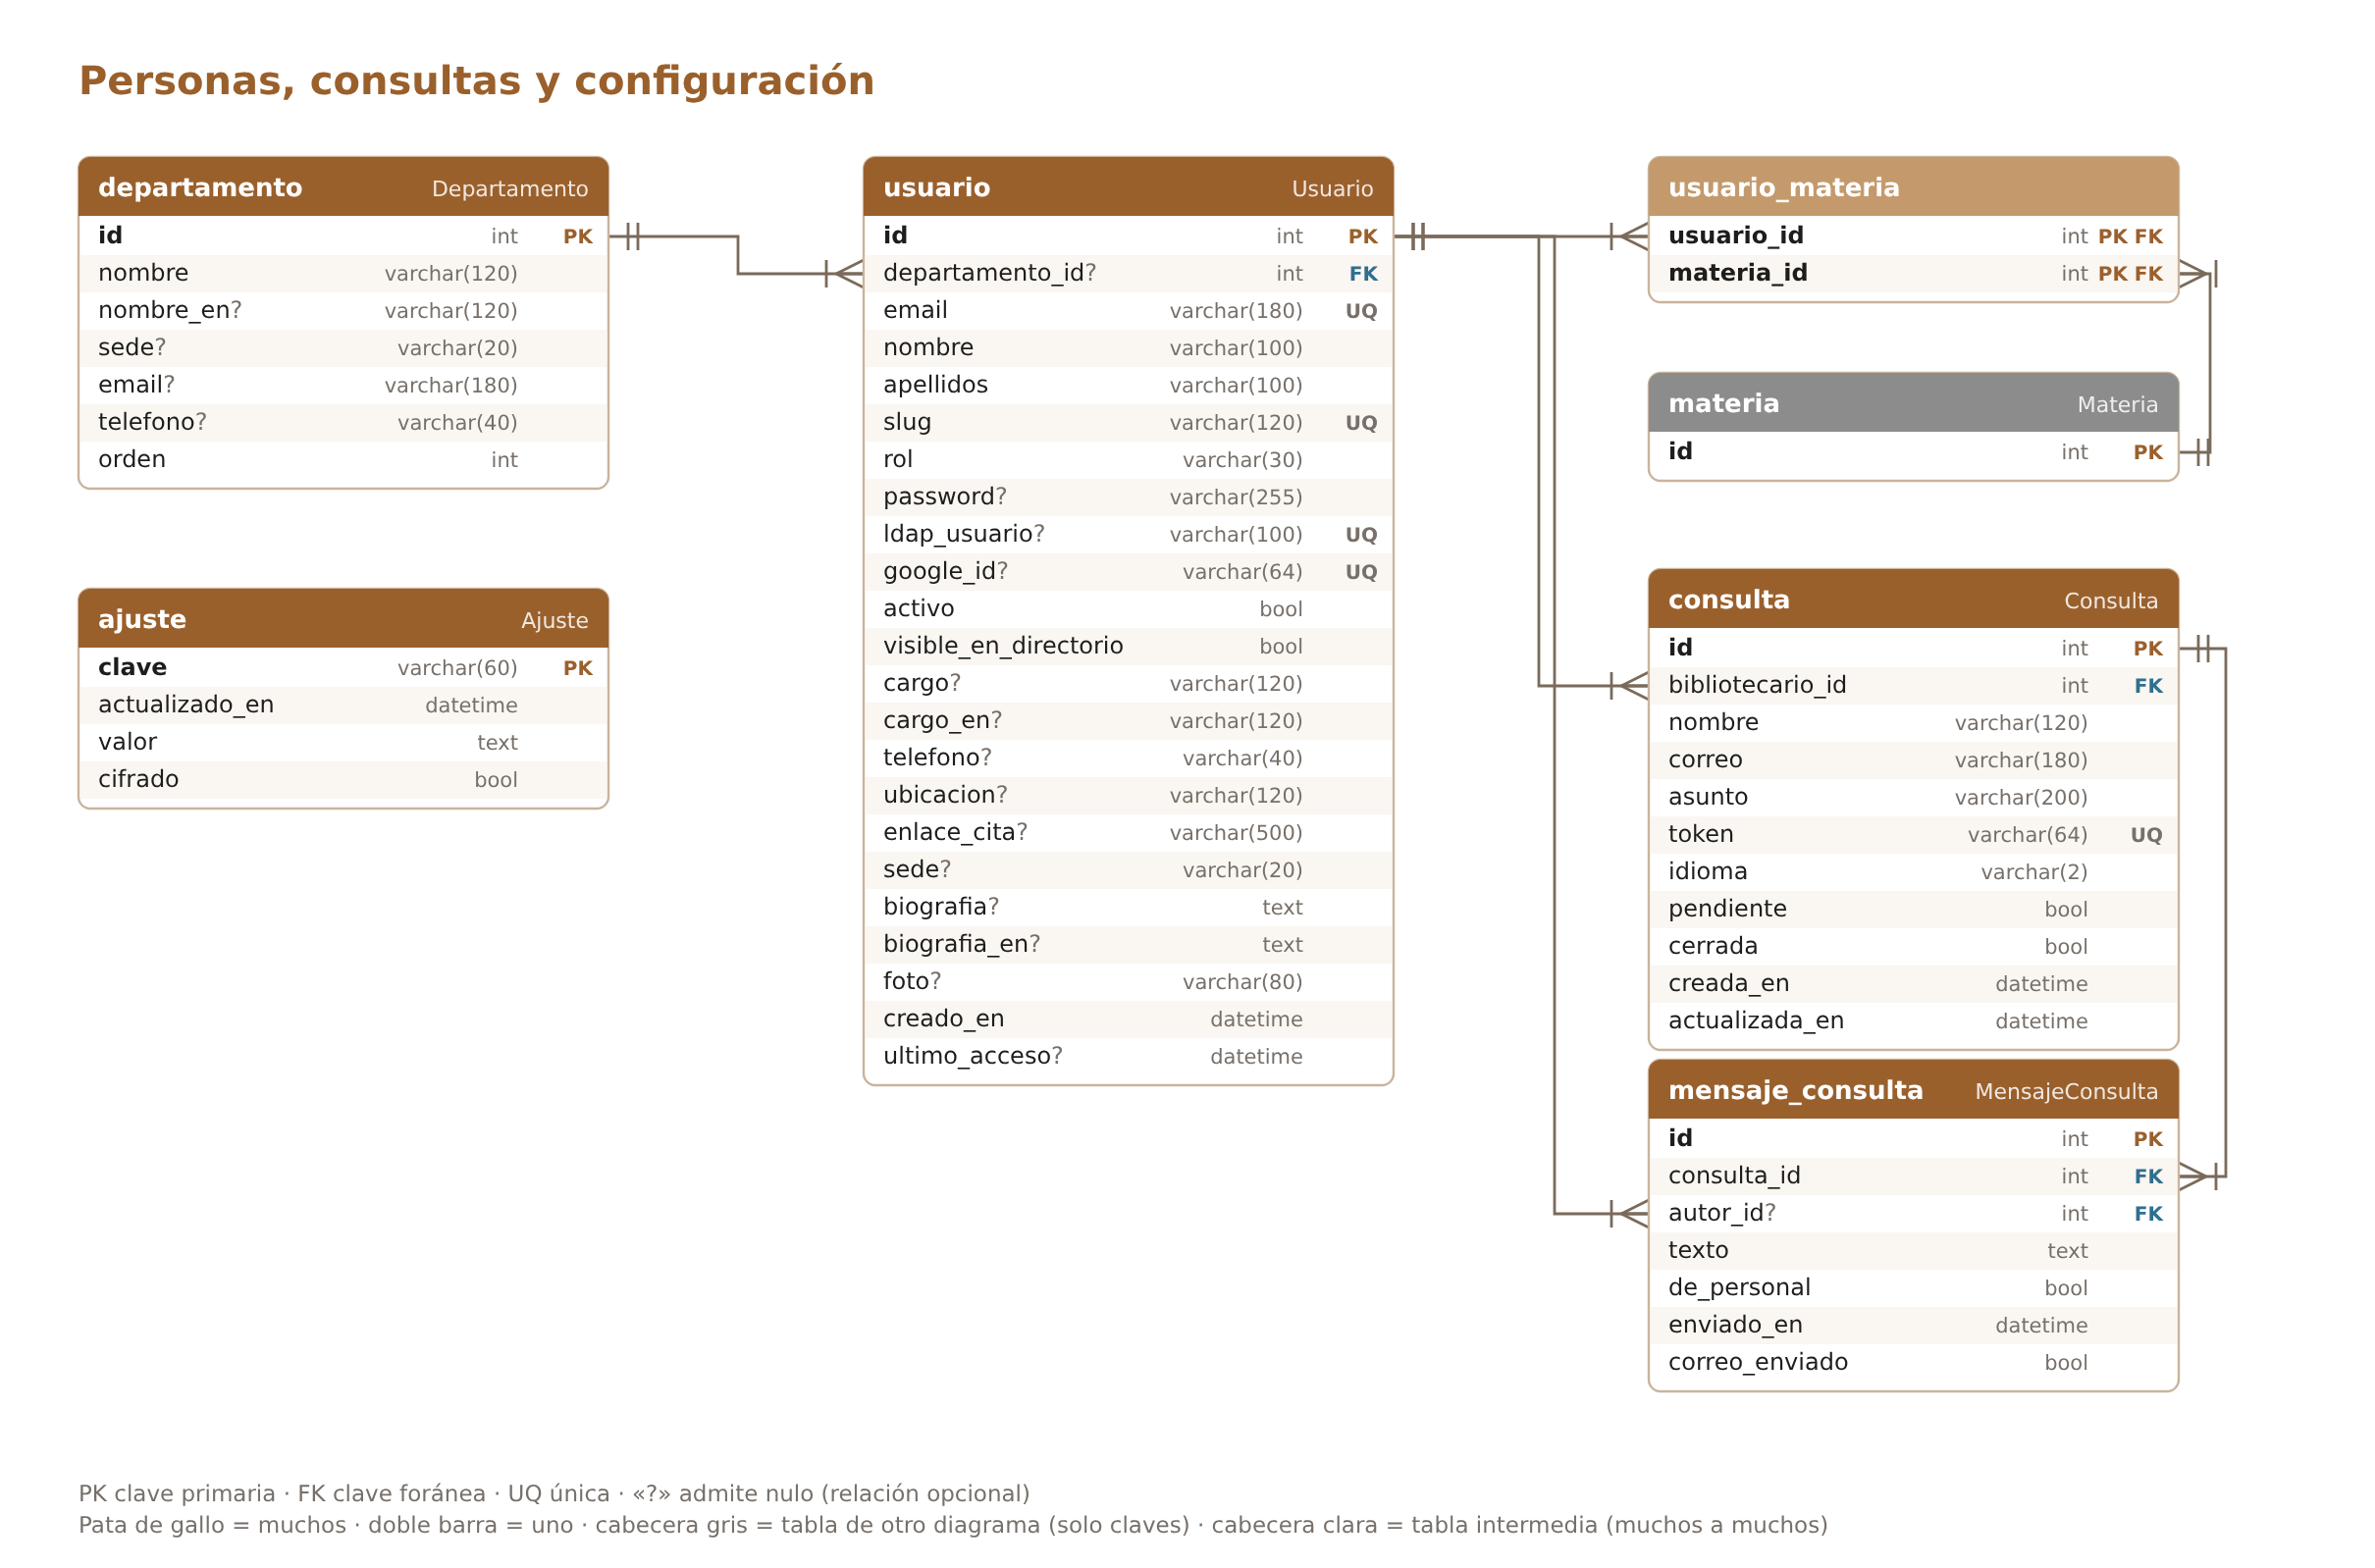 Personas, consultas y configuración
departamento Departamento
id int PK
nombre varchar(120)
nombre_en? varchar(120)
sede? varchar(20)
email? varchar(180)
telefono? varchar(40)
orden int
ajuste Ajuste
clave varchar(60) PK
actualizado_en datetime
valor text
cifrado bool
usuario Usuario
id int PK
departamento_id? int FK
email varchar(180) UQ
nombre varchar(100)
apellidos varchar(100)
slug varchar(120) UQ
rol varchar(30)
password? varchar(255)
ldap_usuario? varchar(100) UQ
google_id? varchar(64) UQ
activo bool
visible_en_directorio bool
cargo? varchar(120)
cargo_en? varchar(120)
telefono? varchar(40)
ubicacion? varchar(120)
enlace_cita? varchar(500)
sede? varchar(20)
biografia? text
biografia_en? text
foto? varchar(80)
creado_en datetime
ultimo_acceso? datetime
usuario_materia
usuario_id int PK FK
materia_id int PK FK
materia Materia
id int PK
consulta Consulta
id int PK
bibliotecario_id int FK
nombre varchar(120)
correo varchar(180)
asunto varchar(200)
token varchar(64) UQ
idioma varchar(2)
pendiente bool
cerrada bool
creada_en datetime
actualizada_en datetime
mensaje_consulta MensajeConsulta
id int PK
consulta_id int FK
autor_id? int FK
texto text
de_personal bool
enviado_en datetime
correo_enviado bool
PK clave primaria · FK clave foránea · UQ única · «?» admite nulo (relación opcional)
Pata de gallo = muchos · doble barra = uno · cabecera gris = tabla de otro diagrama (solo claves) · cabecera clara = tabla intermedia (muchos a muchos)